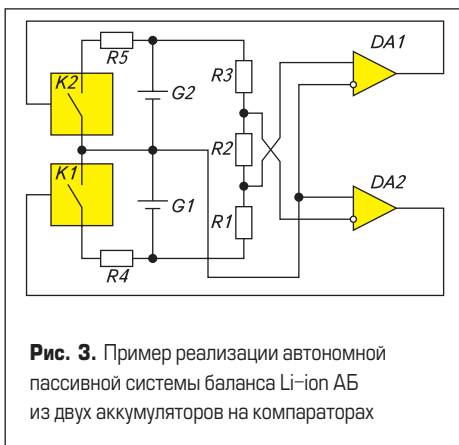 DA1
K2
R5
R3
G2
R2
K1
G1
DA2
R1
R4
Рис. 3. Пример реализации автономной
пассивной системы баланса Li-ion АБ
из двух аккумуляторов на компараторах